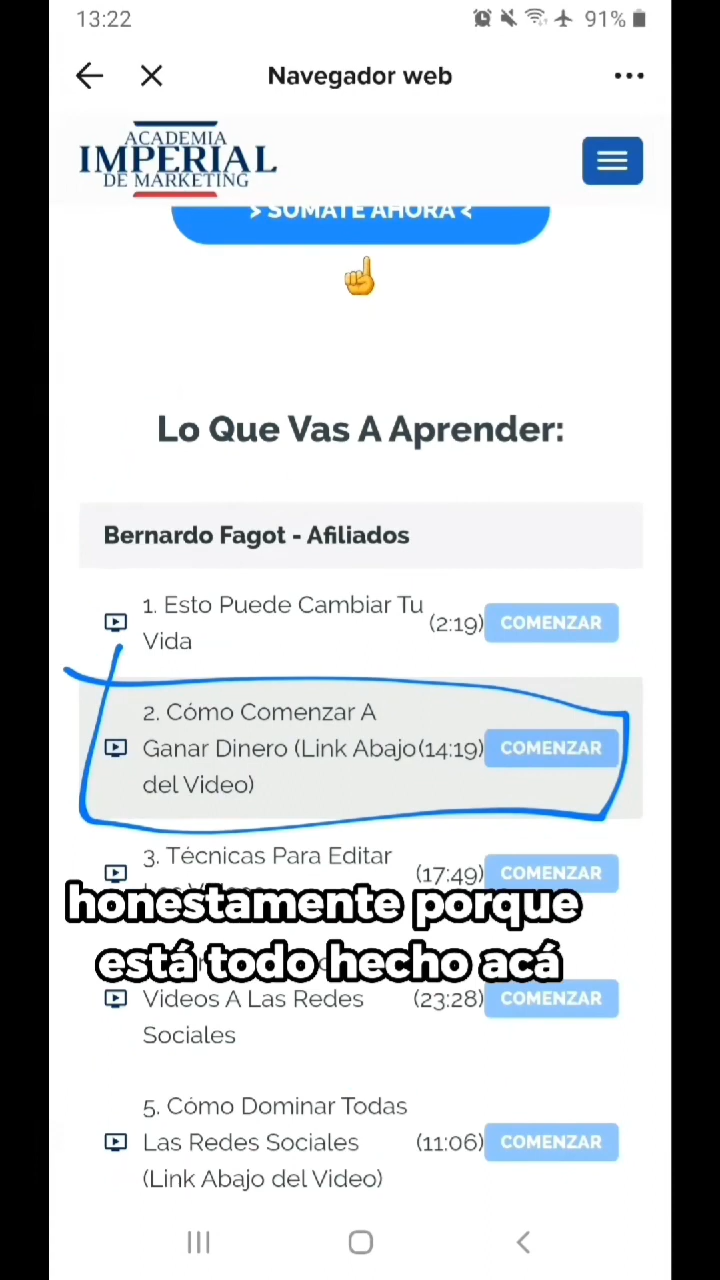 13:22
91%
Navegador web
ACADEMIA
IMPERIAL
DE MARKETING
> SÚMATE AHORA <
Lo Que Vas A Aprender:
Bernardo Fagot - Afiliados
1. Esto Puede Cambiar Tu
Vida
(2:19)
COMENZAR
2. Cómo Comenzar A
Ganar Dinero (Link Abajo
del Video)
(14:19)
COMENZAR
3. Técnicas Para Editar
(17:49)
COMENZAR
honestamente porque
está todo hecho acá
Videos A Las Redes
Sociales
(23:28)
COMENZAR
5. Cómo Dominar Todas
Las Redes Sociales
(Link Abajo del Video)
(11:06)
COMENZAR